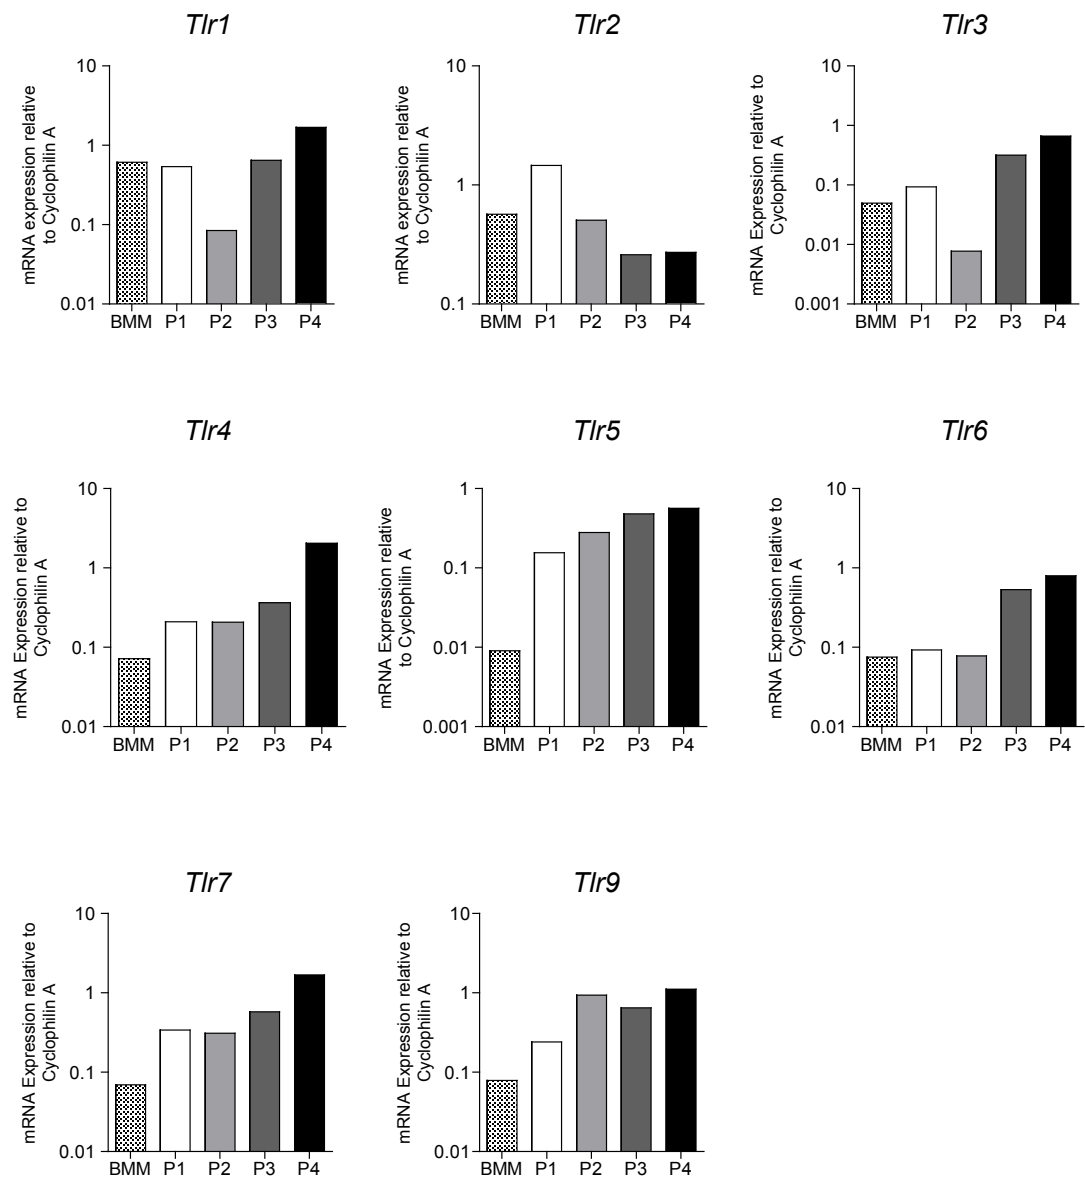 Tlr1
mRNA expression relative
to Cyclophilin A
10
1
0.1
0.01
BMM P1 P2 P3 P4
Tlr2
mRNA expression relative
to Cyclophilin A
10
1
0.1
BMM P1 P2 P3 P4
Tlr3
mRNA Expression relative to
Cyclophilin A
10
1
0.1
0.01
0.001
BMM P1 P2 P3 P4
Tlr4
mRNA Expression relative to
Cyclophilin A
10
1
0.1
0.01
BMM P1 P2 P3 P4
Tlr5
mRNA Expression relative
to Cyclophilin A
1
0.1
0.01
0.001
BMM P1 P2 P3 P4
Tlr6
mRNA Expression relative to
Cyclophilin A
10
1
0.1
0.01
BMM P1 P2 P3 P4
Tlr7
mRNA Expression relative to
Cyclophilin A
10
1
0.1
0.01
BMM P1 P2 P3 P4
Tlr9
mRNA Expression relative to
Cyclophilin A
10
1
0.1
0.01
BMM P1 P2 P3 P4